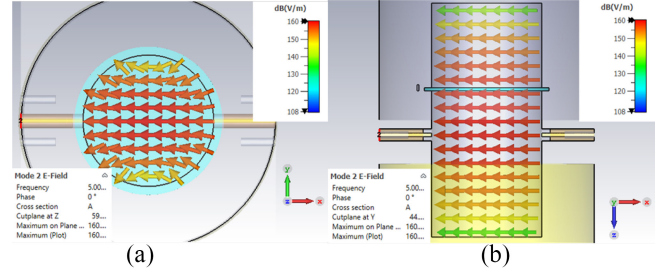 dB(V/m)
160
150
140
130
120
108
Mode 2 E-Field
Frequency 5.00...
Phase 0°
Cross section A
Cutplane at Z 59...
Maximum on Plane ... 160...
Maximum (Plot) 160...
y
z
x
(a)
dB(V/m)
160
150
140
130
120
108
0
Mode 2 E-Field
Frequency 5.00...
Phase 0°
Cross section A
Cutplane at Y 44...
Maximum on Plane ... 160...
Maximum (Plot) 160...
y
x
z
(b)